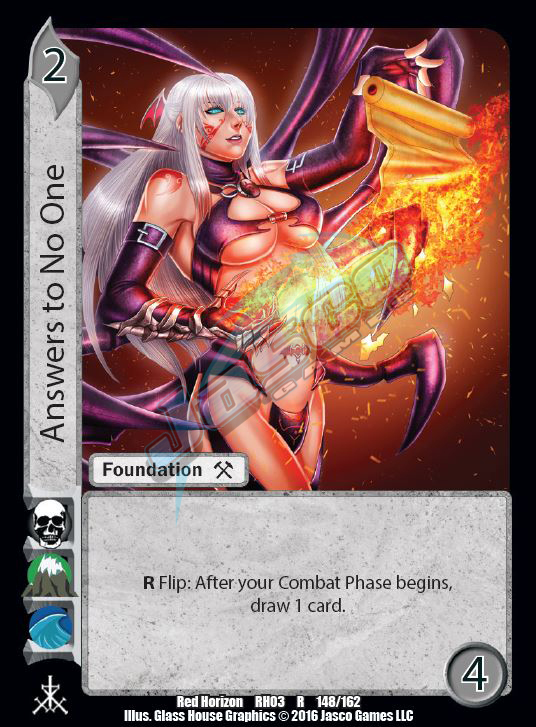 2
Answers to No One
Foundation
R Flip: After your Combat Phase begins,
draw 1 card.
4
Red Horizon RH03 R 148/162
Illus. Glass House Graphics © 2016 Jasco Games LLC